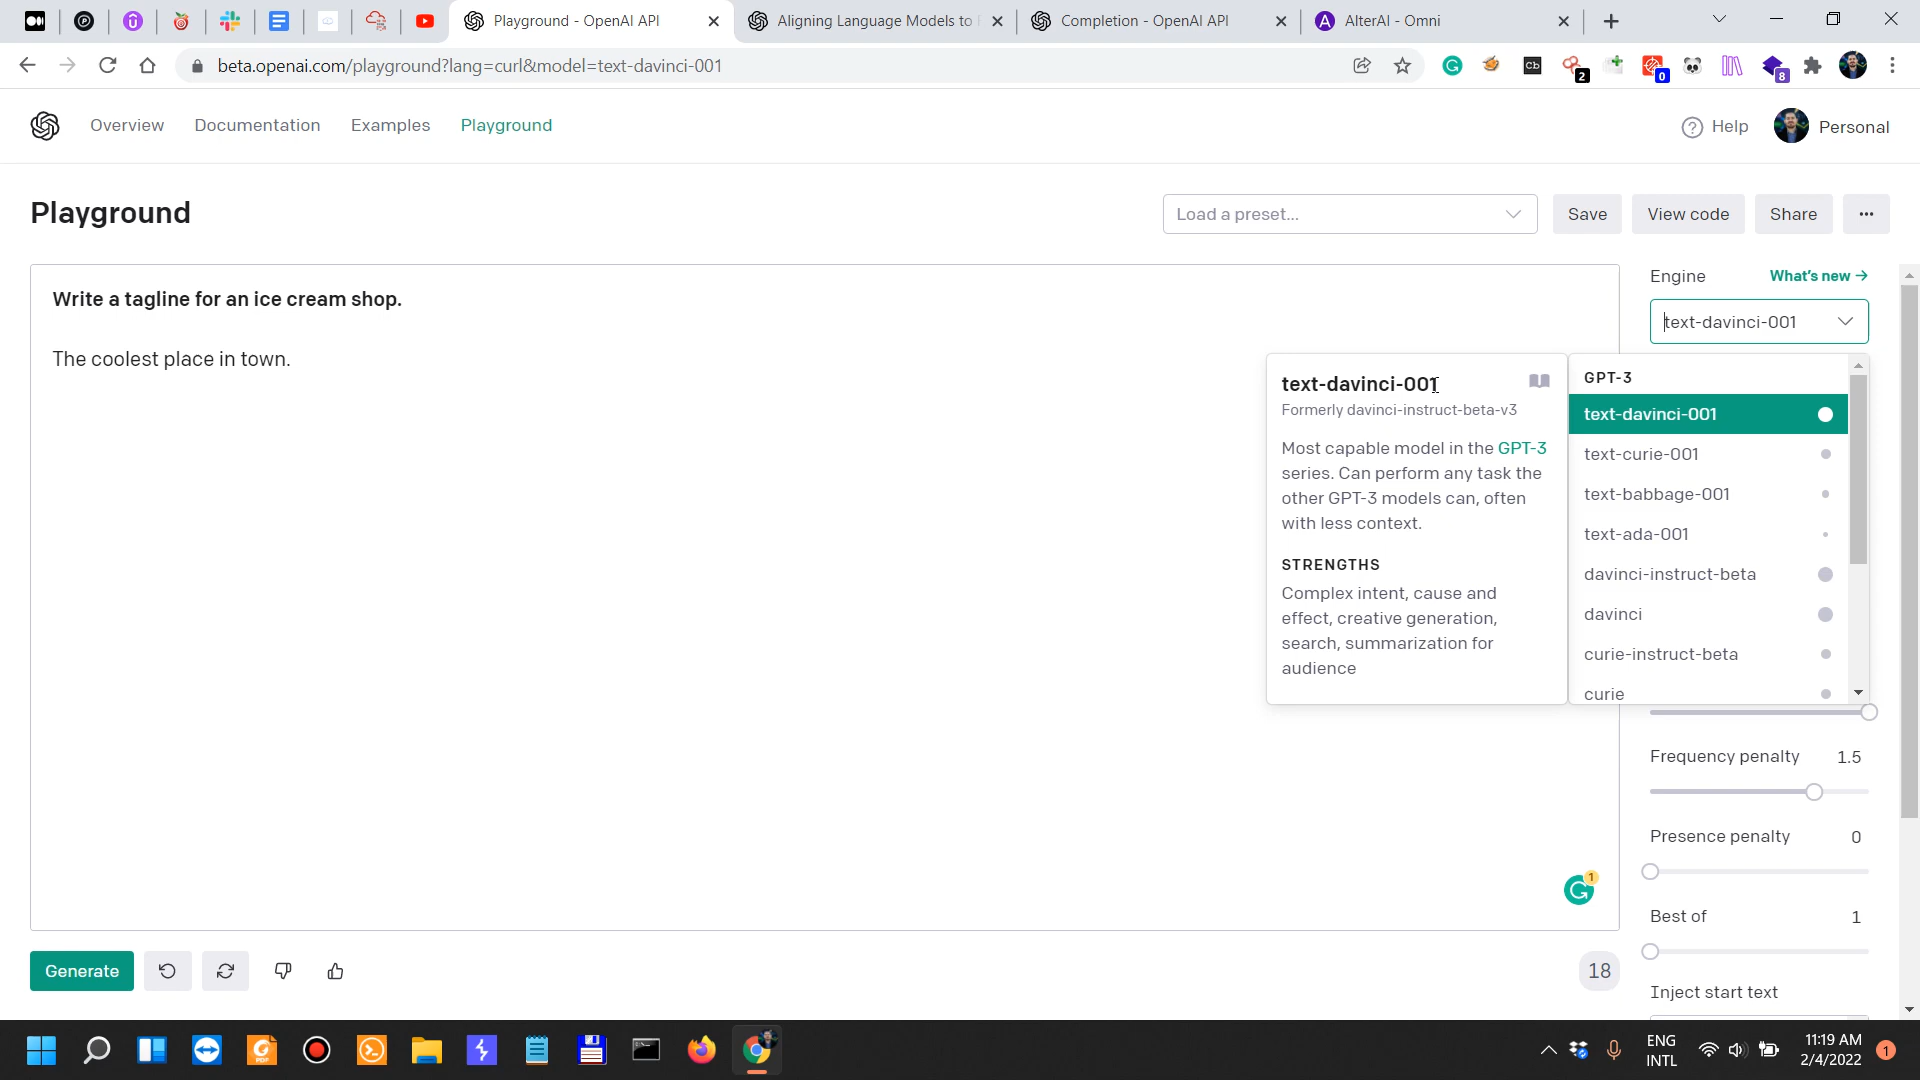 Playground - OpenAI API
Aligning Language Models to
Completion - OpenAI API
AlterAI - Omni
beta.openai.com/playground?lang=curl&model=text-davinci-001
Cb
2
0
8
Overview
Documentation
Examples
Playground
Help
Personal
Playground
Load a preset...
Save
View code
Share
Write a tagline for an ice cream shop.
The coolest place in town.
Engine
What's new →
text-davinci-001
text-davinci-001
Formerly davinci-instruct-beta-v3
Most capable model in the GPT-3
series. Can perform any task the
other GPT-3 models can, often
with less context.
STRENGTHS
Complex intent, cause and
effect, creative generation,
search, summarization for
audience
GPT-3
text-davinci-001
text-curie-001
text-babbage-001
text-ada-001
davinci-instruct-beta
davinci
curie-instruct-beta
curie
Frequency penalty 1.5
Presence penalty 0
Best of 1
Inject start text
1
Generate
18
PDF
ENG
INTL
11:19 AM
2/4/2022
1